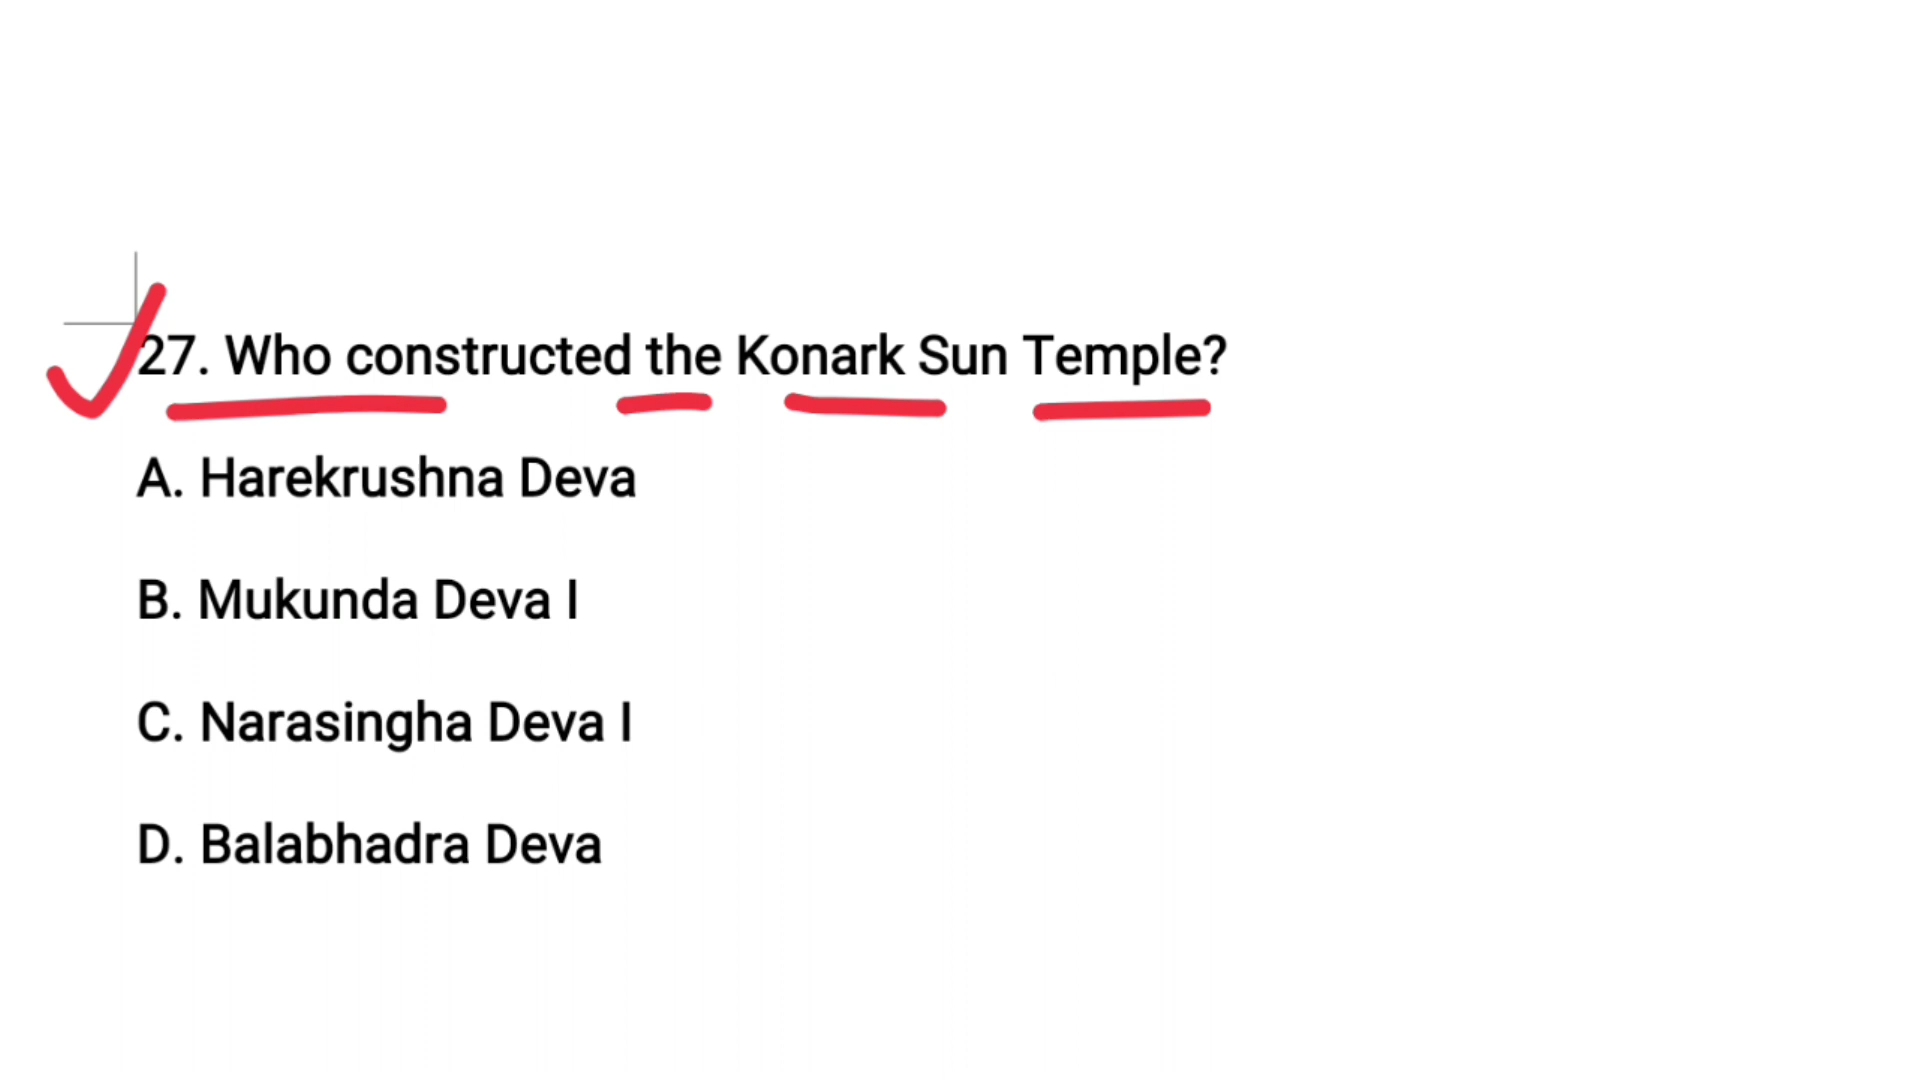 27. Who constructed the Konark Sun Temple?
A. Harekrushna Deva
B. Mukunda Deva I
C. Narasingha Deva I
D. Balabhadra Deva